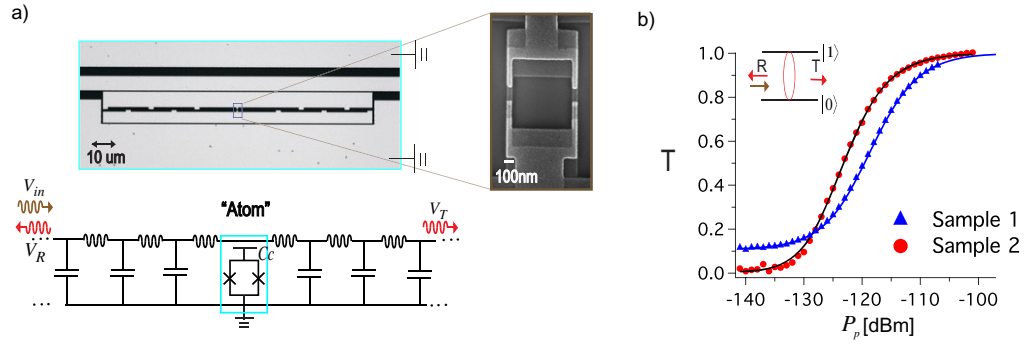 a)
10 um
100nm
V_in
V_R
"Atom"
Cc
V_T
b)
1.0
0.8
0.6
0.4
0.2
0.0
T
R
T
|1⟩
|0⟩
Sample 1
Sample 2
-140
-130
-120
-110
-100
P_p [dBm]